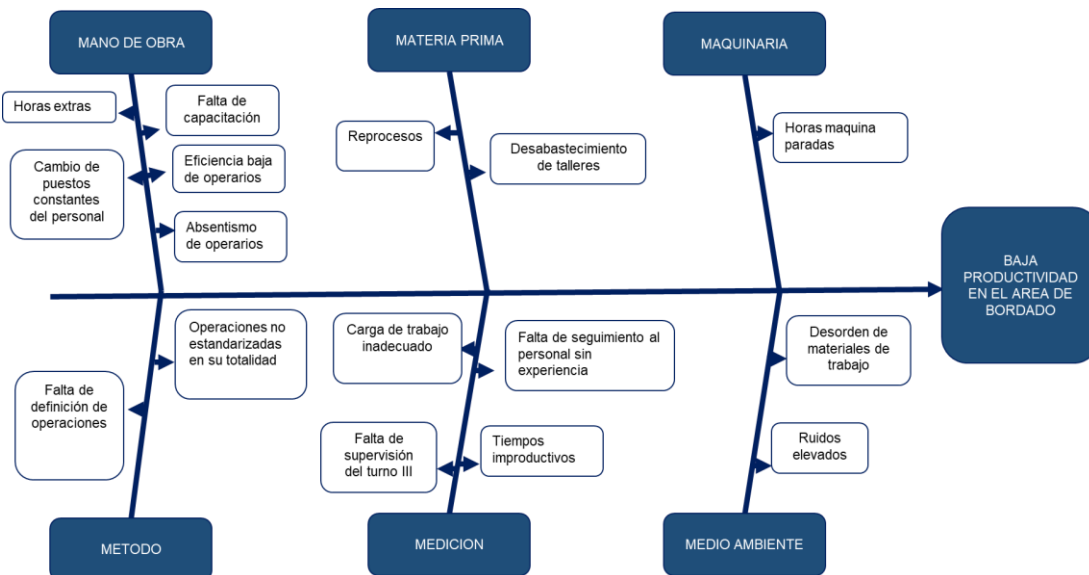 MANO DE OBRA
MATERIA PRIMA
MAQUINARIA
Horas extras
Falta de
capacitación
Cambio de
puestos
constantes
del personal
Eficiencia baja
de operarios
Absentismo
de operarios
Reprocesos
Desabastecimiento
de talleres
Horas maquina
paradas
BAJA
PRODUCTIVIDAD
EN EL AREA DE
BORDADO
Operaciones no
estandarizadas
en su totalidad
Falta de
definición de
operaciones
Carga de trabajo
inadecuado
Falta de seguimiento al
personal sin
experiencia
Falta de
supervisión
del turno III
Tiempos
improductivos
Desorden de
materiales de
trabajo
Ruidos
elevados
METODO
MEDICION
MEDIO AMBIENTE